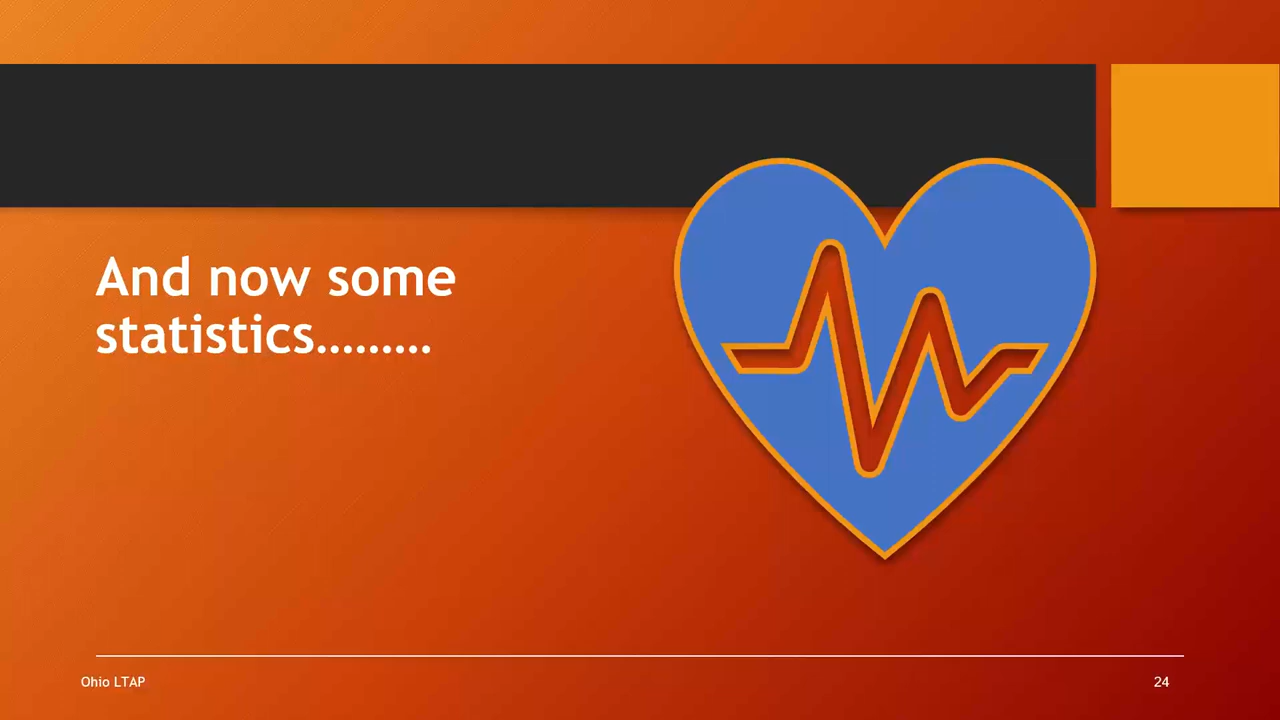 And now some
statistics.........
Ohio LTAP
24